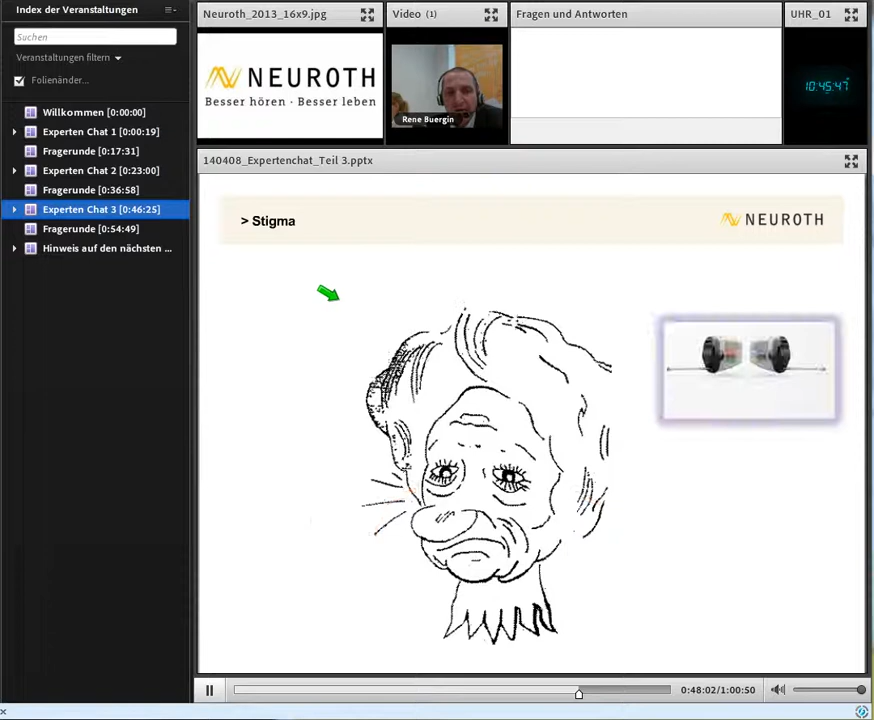 Index der Veranstaltungen
Suchen
Veranstaltungen filtern
Folienänder...
Willkommen [0:00:00]
Experten Chat 1 [0:00:19]
Fragerunde [0:17:31]
Experten Chat 2 [0:23:00]
Fragerunde [0:36:58]
Experten Chat 3 [0:46:25]
Fragerunde [0:54:49]
Hinweis auf den nächsten ...
Neuroth_2013_16x9.jpg
NEUROTH
Besser hören · Besser leben
Video (1)
Rene Buergin
Fragen und Antworten
UHR_01
10:45:47
140408_Expertenchat_Teil 3.pptx
> Stigma
NEUROTH
0:48:02/1:00:50